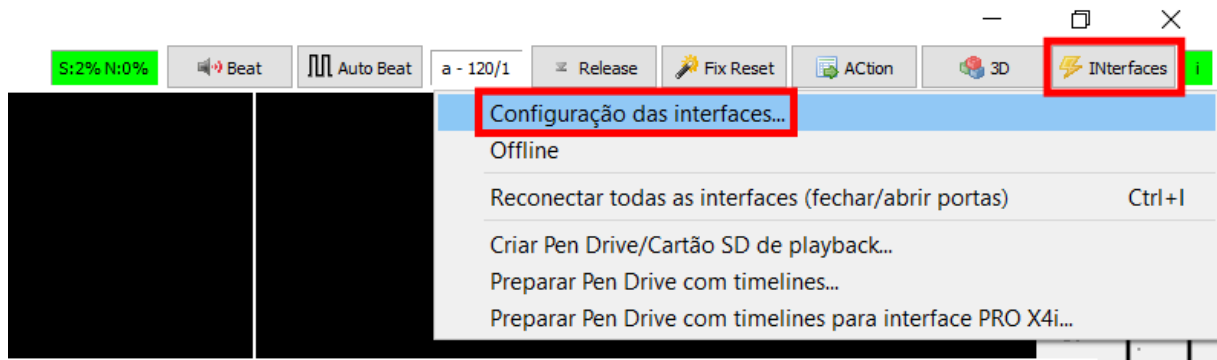 S:2% N:0% Beat Auto Beat a - 120/1 Release Fix Reset ACtion 3D INterfaces i
Configuração das interfaces...
Offline
Reconectar todas as interfaces (fechar/abrir portas) Ctrl+I
Criar Pen Drive/Cartão SD de playback...
Preparar Pen Drive com timelines...
Preparar Pen Drive com timelines para interface PRO X4i...